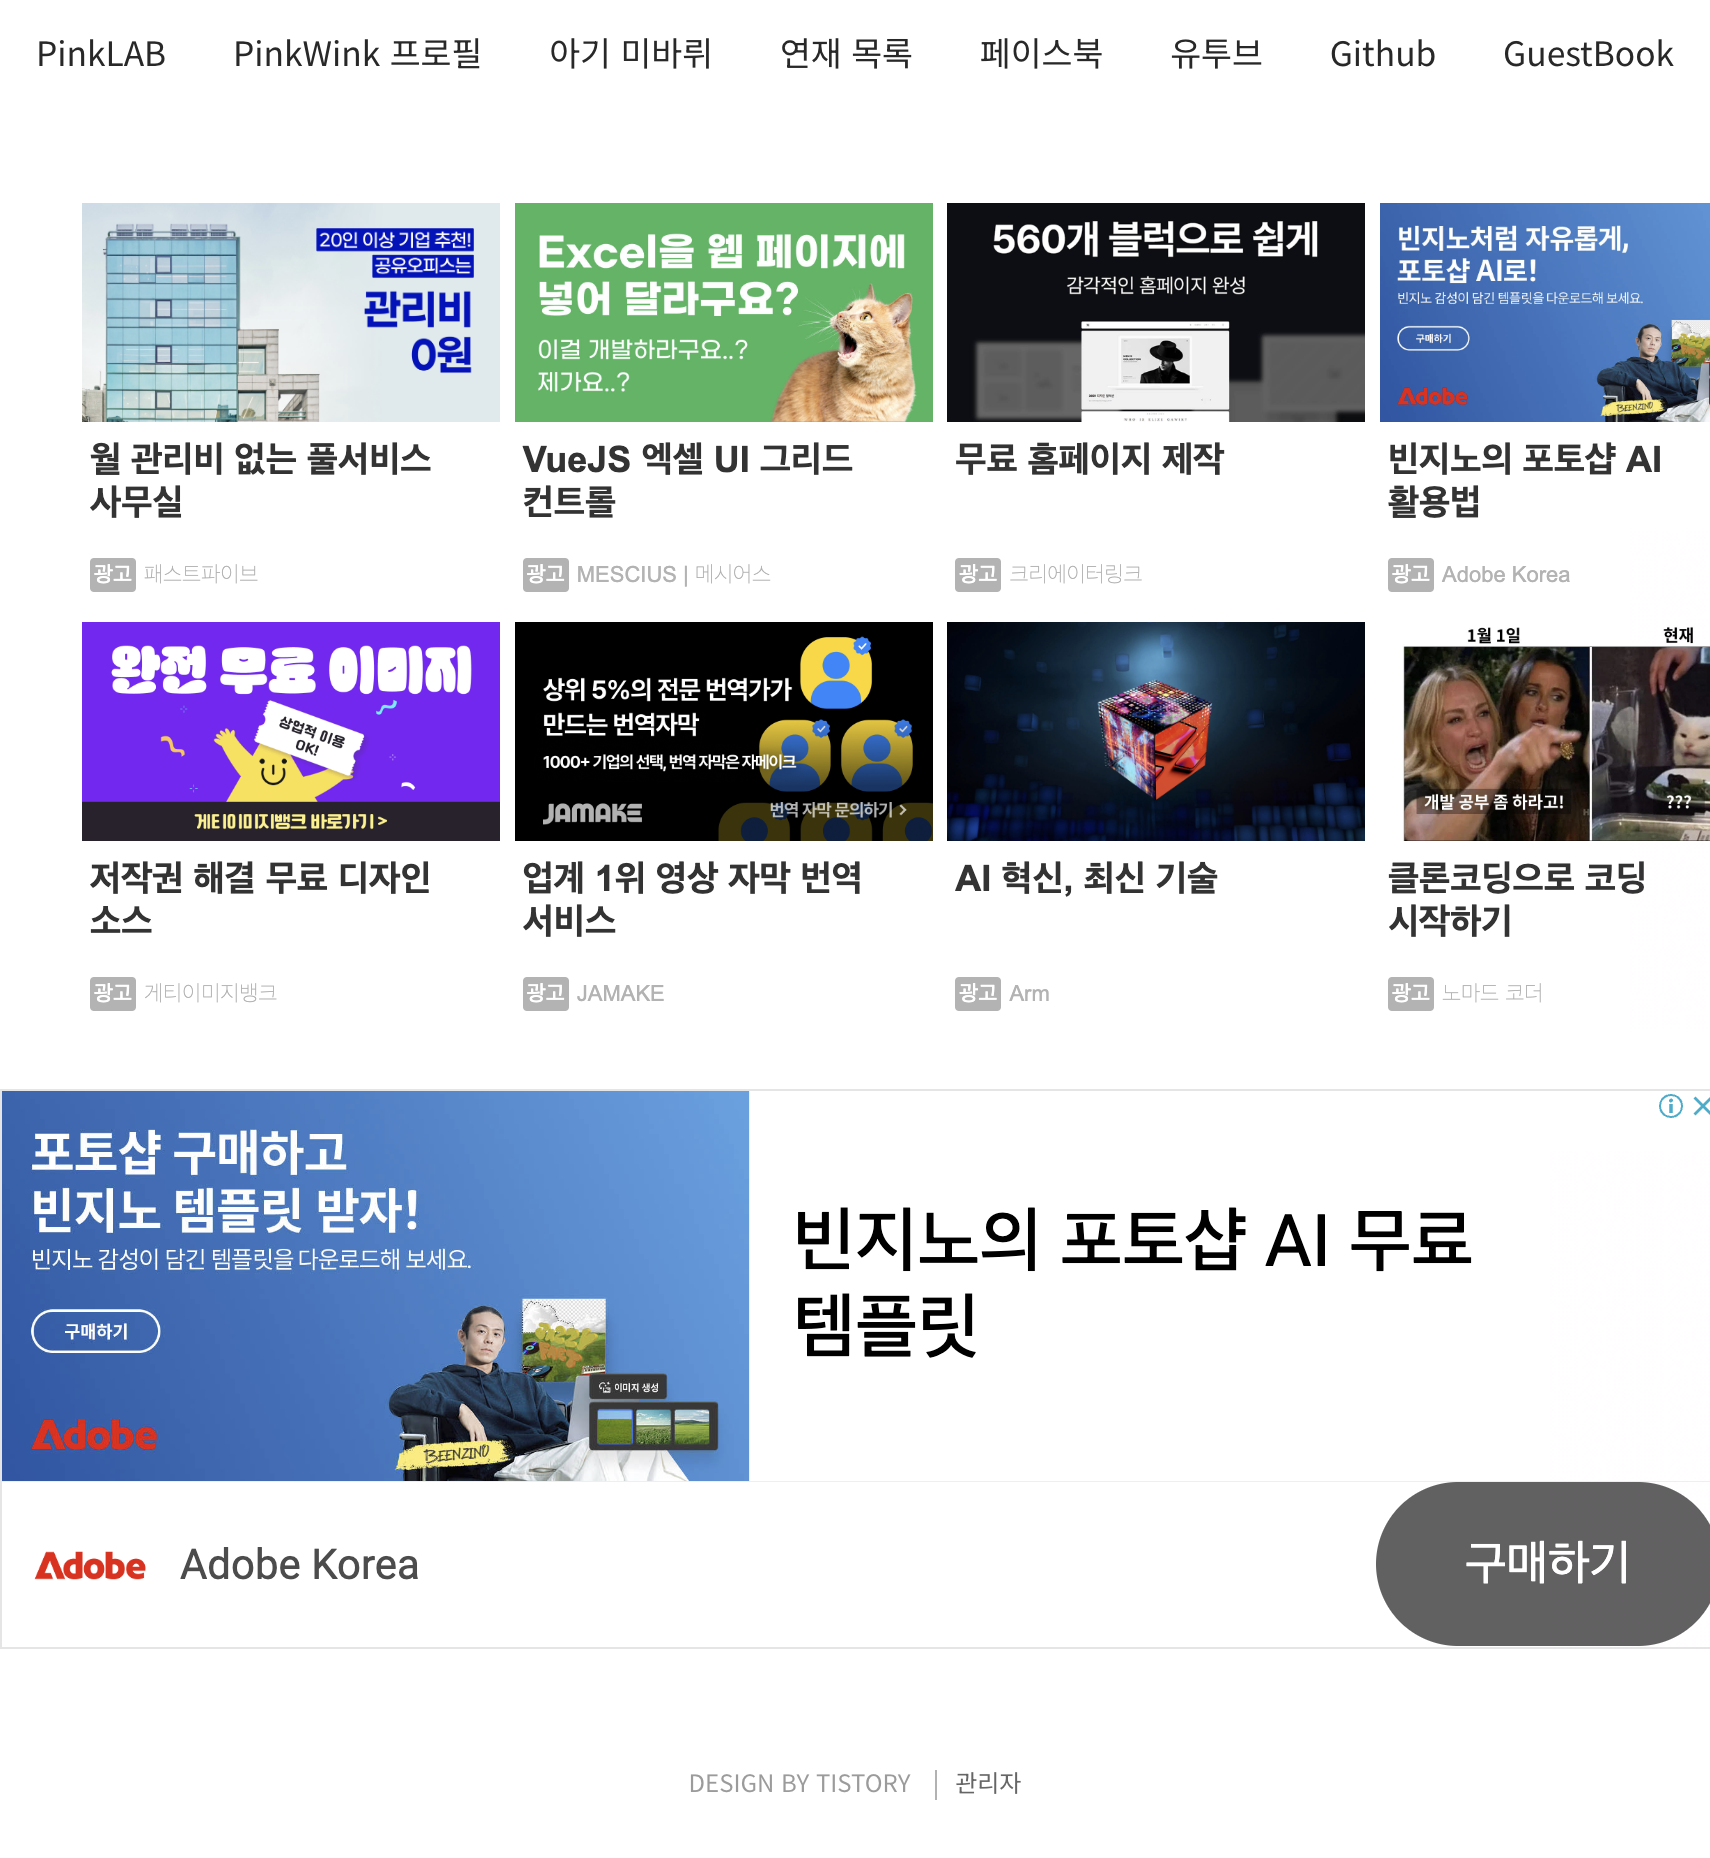 PinkLAB PinkWink 프로필 아기 미바뤼 연재 목록 페이스북 유투브 Github GuestBook
20인 이상 기업 추천!
공유오피스는
관리비
0원
월 관리비 없는 풀서비스
사무실
광고 패스트파이브
Excel을 웹 페이지에
넣어 달라구요?
이걸 개발하라구요..?
제가요..?
VueJS 엑셀 UI 그리드
컨트롤
광고 MESCIUS | 메시어스
560개 블럭으로 쉽게
감각적인 홈페이지 완성
무료 홈페이지 제작
광고 크리에이터링크
빈지노처럼 자유롭게,
포토샵 AI로!
빈지노 감성이 담긴 템플릿을 다운로드해 보세요.
구매하기
Adobe
BEENZINO
빈지노의 포토샵 AI
활용법
광고 Adobe Korea
완전 무료 이미지
상업적 이용
OK!
게티이미지뱅크 바로가기 >
저작권 해결 무료 디자인
소스
광고 게티이미지뱅크
상위 5%의 전문 번역가가
만드는 번역자막
1000+ 기업의 선택, 번역 자막은 자메이크
JAMAKE
번역 자막 문의하기 >
업계 1위 영상 자막 번역
서비스
광고 JAMAKE
AI 혁신, 최신 기술
광고 Arm
1월 1일 현재
개발 공부 좀 하라고! ???
클론코딩으로 코딩
시작하기
광고 노마드 코더
포토샵 구매하고
빈지노 템플릿 받자!
빈지노 감성이 담긴 템플릿을 다운로드해 보세요.
구매하기
이미지 생성
Adobe
BEENZINO
빈지노의 포토샵 AI 무료
템플릿
Adobe Adobe Korea
구매하기
DESIGN BY TISTORY | 관리자